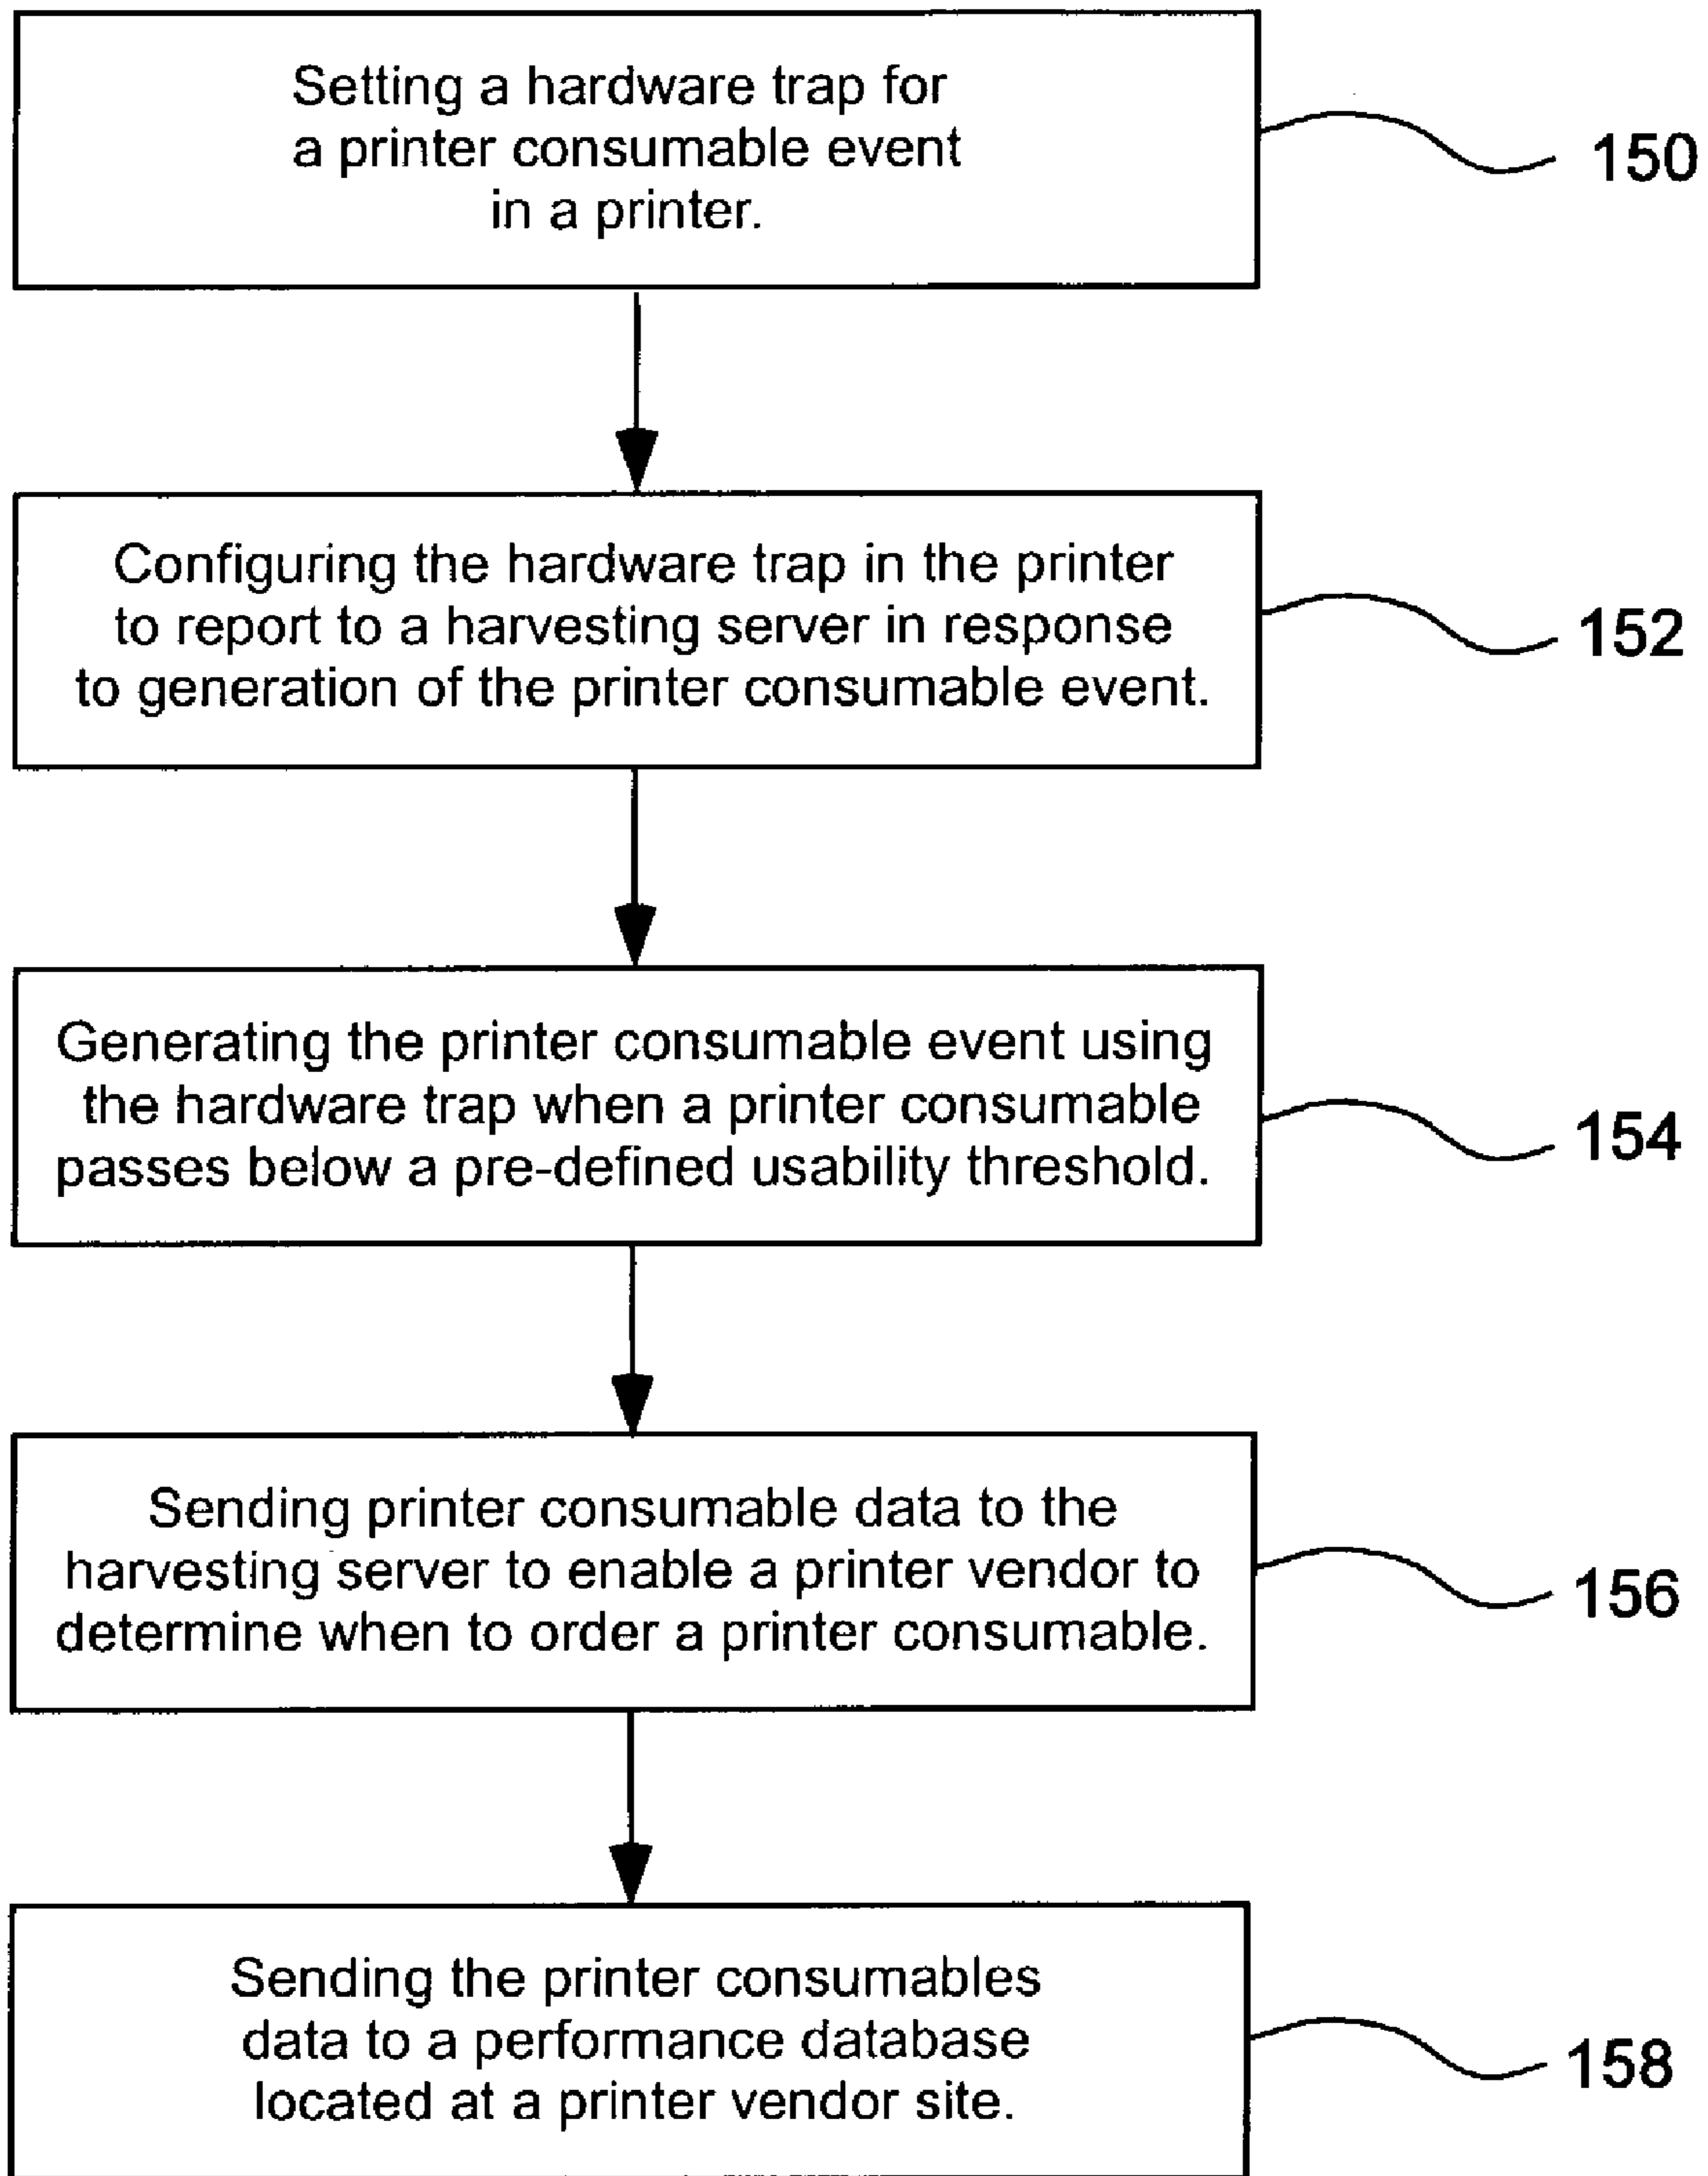 Setting a hardware trap for
a printer consumable event
in a printer.
150
Configuring the hardware trap in the printer
to report to a harvesting server in response
to generation of the printer consumable event.
152
Generating the printer consumable event using
the hardware trap when a printer consumable
passes below a pre-defined usability threshold.
154
Sending printer consumable data to the
harvesting server to enable a printer vendor to
determine when to order a printer consumable.
156
Sending the printer consumables
data to a performance database
located at a printer vendor site.
158